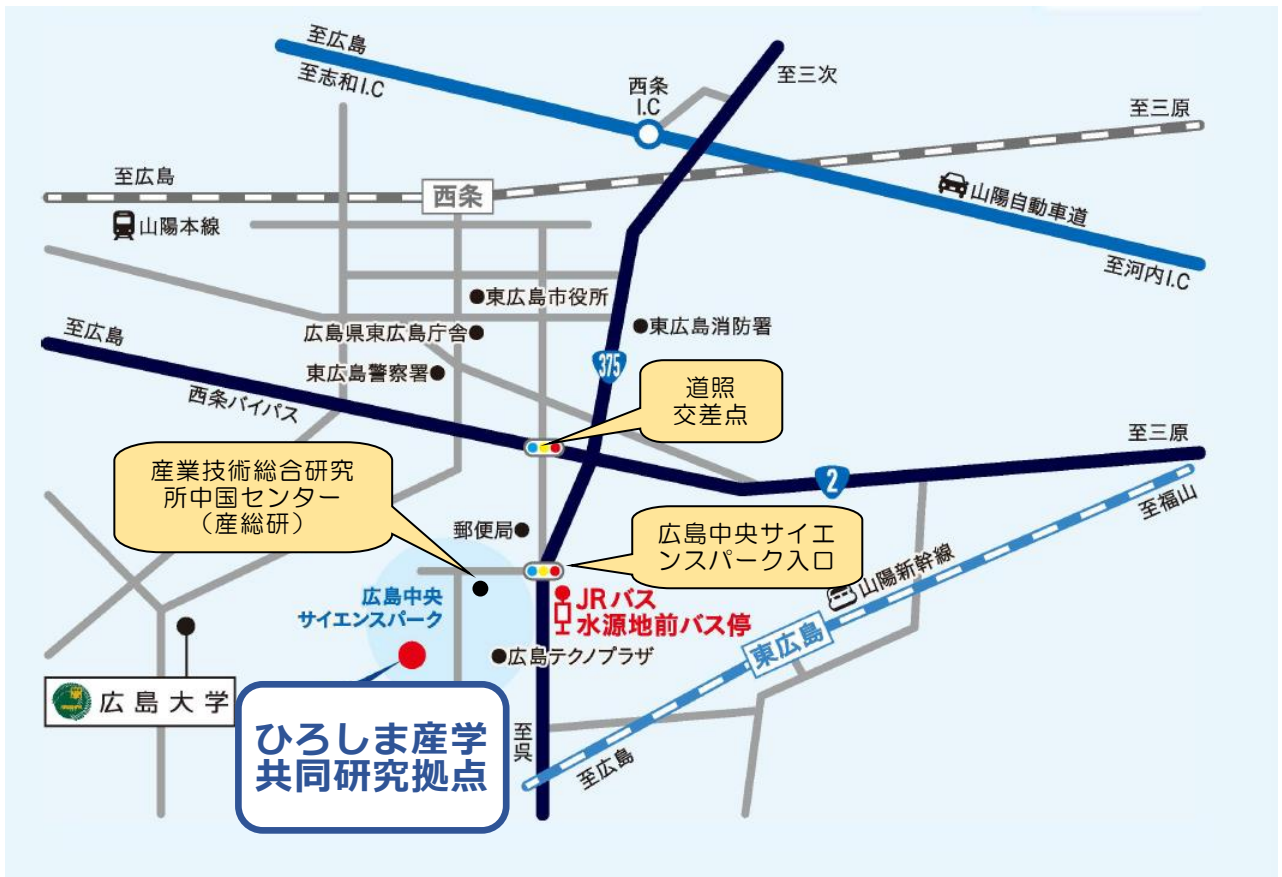 至広島
至志和I.C
西条
I.C
至三次
至三原
至広島
西条
山陽本線
山陽自動車道
至河内I.C
東広島市役所
広島県東広島庁舎
東広島消防署
至広島
東広島警察署
375
西条バイパス
道照
交差点
至三原
2
産業技術総合研究
所中国センター
(産総研)
至福山
郵便局
広島中央サイエ
ンスパーク入口
山陽新幹線
広島中央
サイエンスパーク
JRバス
水源地前バス停
東広島
広島テクノプラザ
広島大学
ひろしま産学
共同研究拠点
至呉
至広島